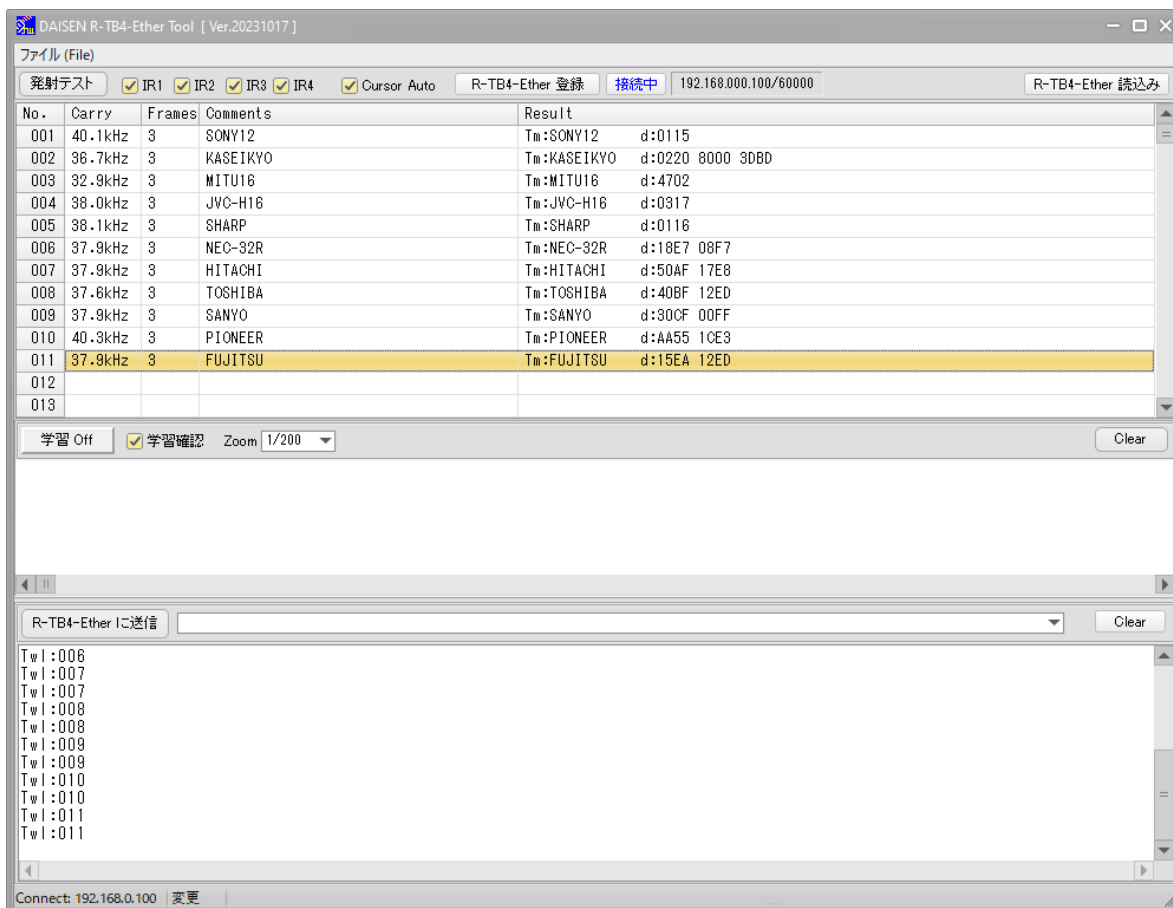 DAISEN R-TB4-Ether Tool [ Ver.20231017 ]
ファイル (File)
発射テスト IR1 IR2 IR3 IR4 Cursor Auto R-TB4-Ether 登録 接続中 192.168.000.100/60000 R-TB4-Ether 読込み
No. Carry Frames Comments Result
001 40.1kHz 3 SONY12 Tm:SONY12 d:0115
002 36.7kHz 3 KASEIKYO Tm:KASEIKYO d:0220 8000 3DBD
003 32.9kHz 3 MITU16 Tm:MITU16 d:4702
004 38.0kHz 3 JVC-H16 Tm:JVC-H16 d:0317
005 38.1kHz 3 SHARP Tm:SHARP d:0116
006 37.9kHz 3 NEC-32R Tm:NEC-32R d:18E7 08F7
007 37.9kHz 3 HITACHI Tm:HITACHI d:50AF 17E8
008 37.6kHz 3 TOSHIBA Tm:TOSHIBA d:40BF 12ED
009 37.9kHz 3 SANYO Tm:SANYO d:30CF 00FF
010 40.3kHz 3 PIONEER Tm:PIONEER d:AA55 1CE3
011 37.9kHz 3 FUJITSU Tm:FUJITSU d:15EA 12ED
012
013
学習 Off 学習確認 Zoom 1/200 Clear
R-TB4-Ether に送信 Clear
Twl:006
Twl:007
Twl:007
Twl:008
Twl:008
Twl:009
Twl:009
Twl:010
Twl:010
Twl:011
Twl:011
Connect: 192.168.0.100 変更